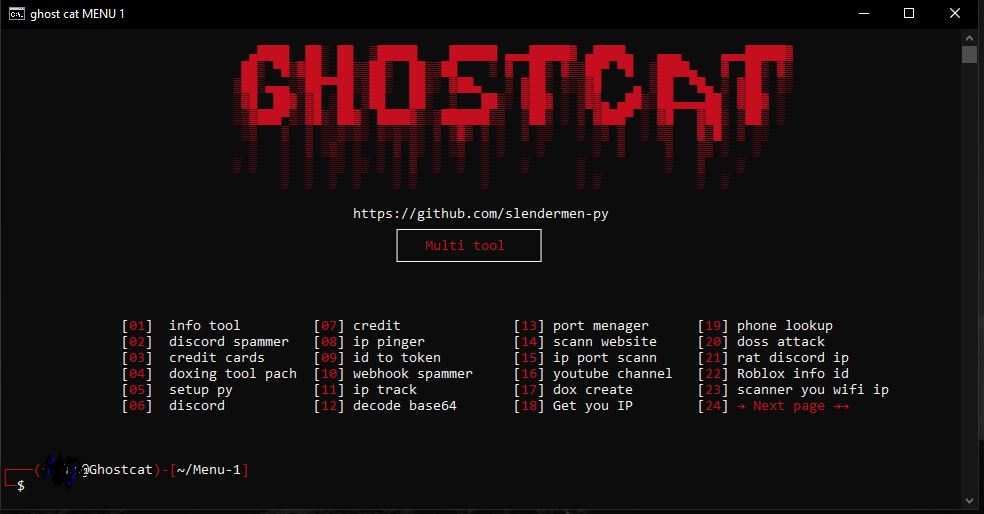 ghost cat MENU 1
GHOSTCAT
https://github.com/slendermen-py
Multi tool
[01] info tool [07] credit [13] port menager [19] phone lookup
[02] discord spammer [08] ip pinger [14] scann website [20] doss attack
[03] credit cards [09] id to token [15] ip port scann [21] rat discord ip
[04] doxing tool pach [10] webhook spammer [16] youtube channel [22] Roblox info id
[05] setup py [11] ip track [17] dox create [23] scanner you wifi ip
[06] discord [12] decode base64 [18] Get you IP [24] → Next page →→
@Ghostcat)-[~/Menu-1]
$